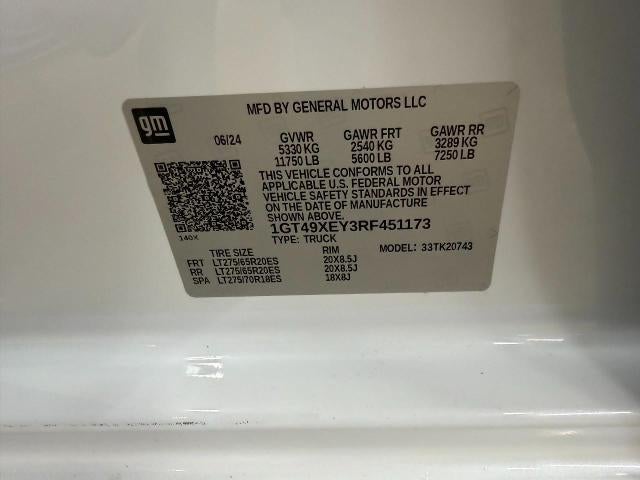 gm
MFD BY GENERAL MOTORS LLC
06/24 GVWR GAWR FRT GAWR RR
5330 KG 2540 KG 3289 KG
11750 LB 5600 LB 7250 LB
THIS VEHICLE CONFORMS TO ALL
APPLICABLE U.S. FEDERAL MOTOR
VEHICLE SAFETY STANDARDS IN EFFECT
ON THE DATE OF MANUFACTURE
SHOWN ABOVE.
1GT49XEY3RF451173
140X TYPE: TRUCK MODEL: 33TK20743
TIRE SIZE RIM
FRT LT275/65R20ES 20X8.5J
RR LT275/65R20ES 20X8.5J
SPA LT275/70R18ES 18X8J